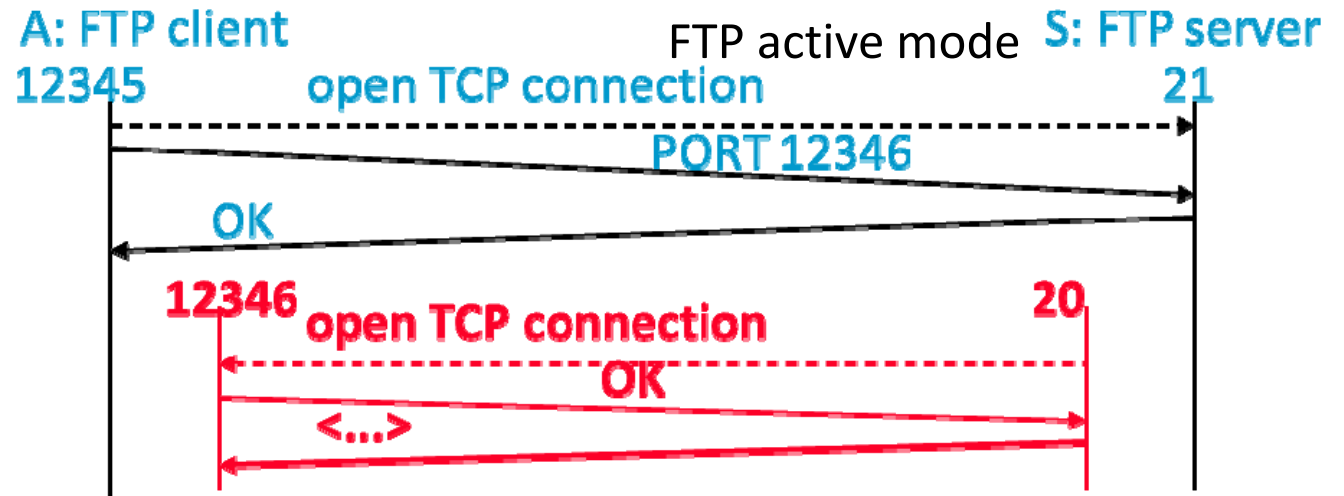 A: FTP client FTP active mode S: FTP server
12345 open TCP connection 21
PORT 12346
OK
12346 20
open TCP connection
OK
<...>